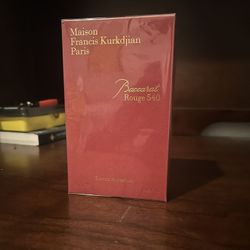 Maison
Francis Kurkdjian
Paris
Baccarat
Rouge 540